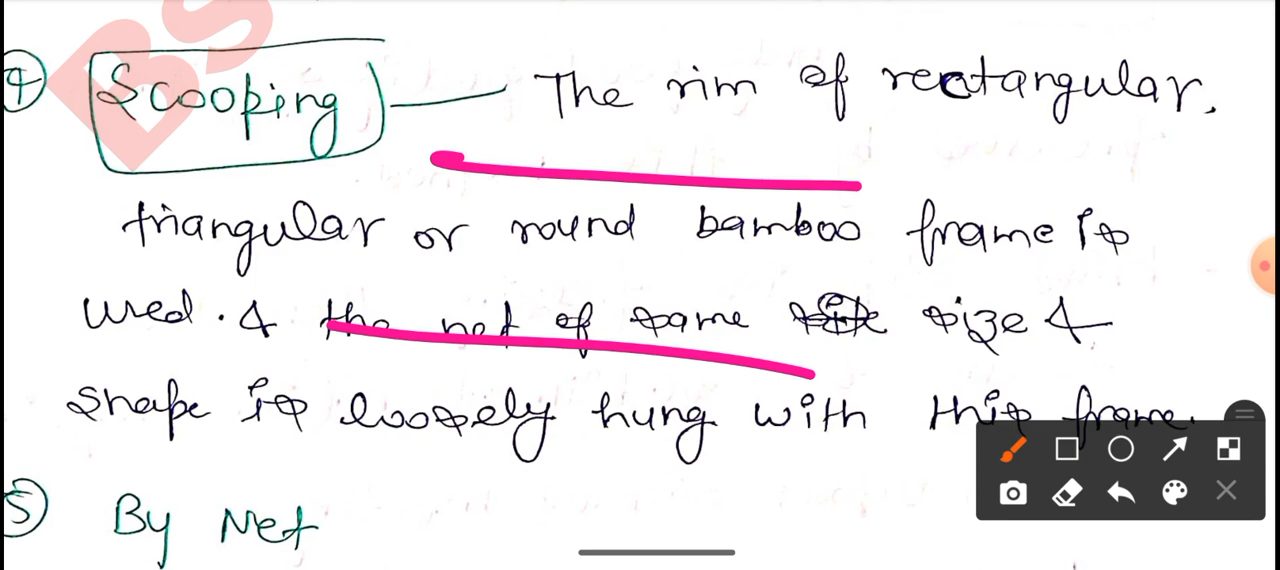 BS
④ Scooping — The rim of rectangular,
triangular or round bamboo frame is
used. & the net of same size &
shape is loosely hung with this frame.
⑤ By Net